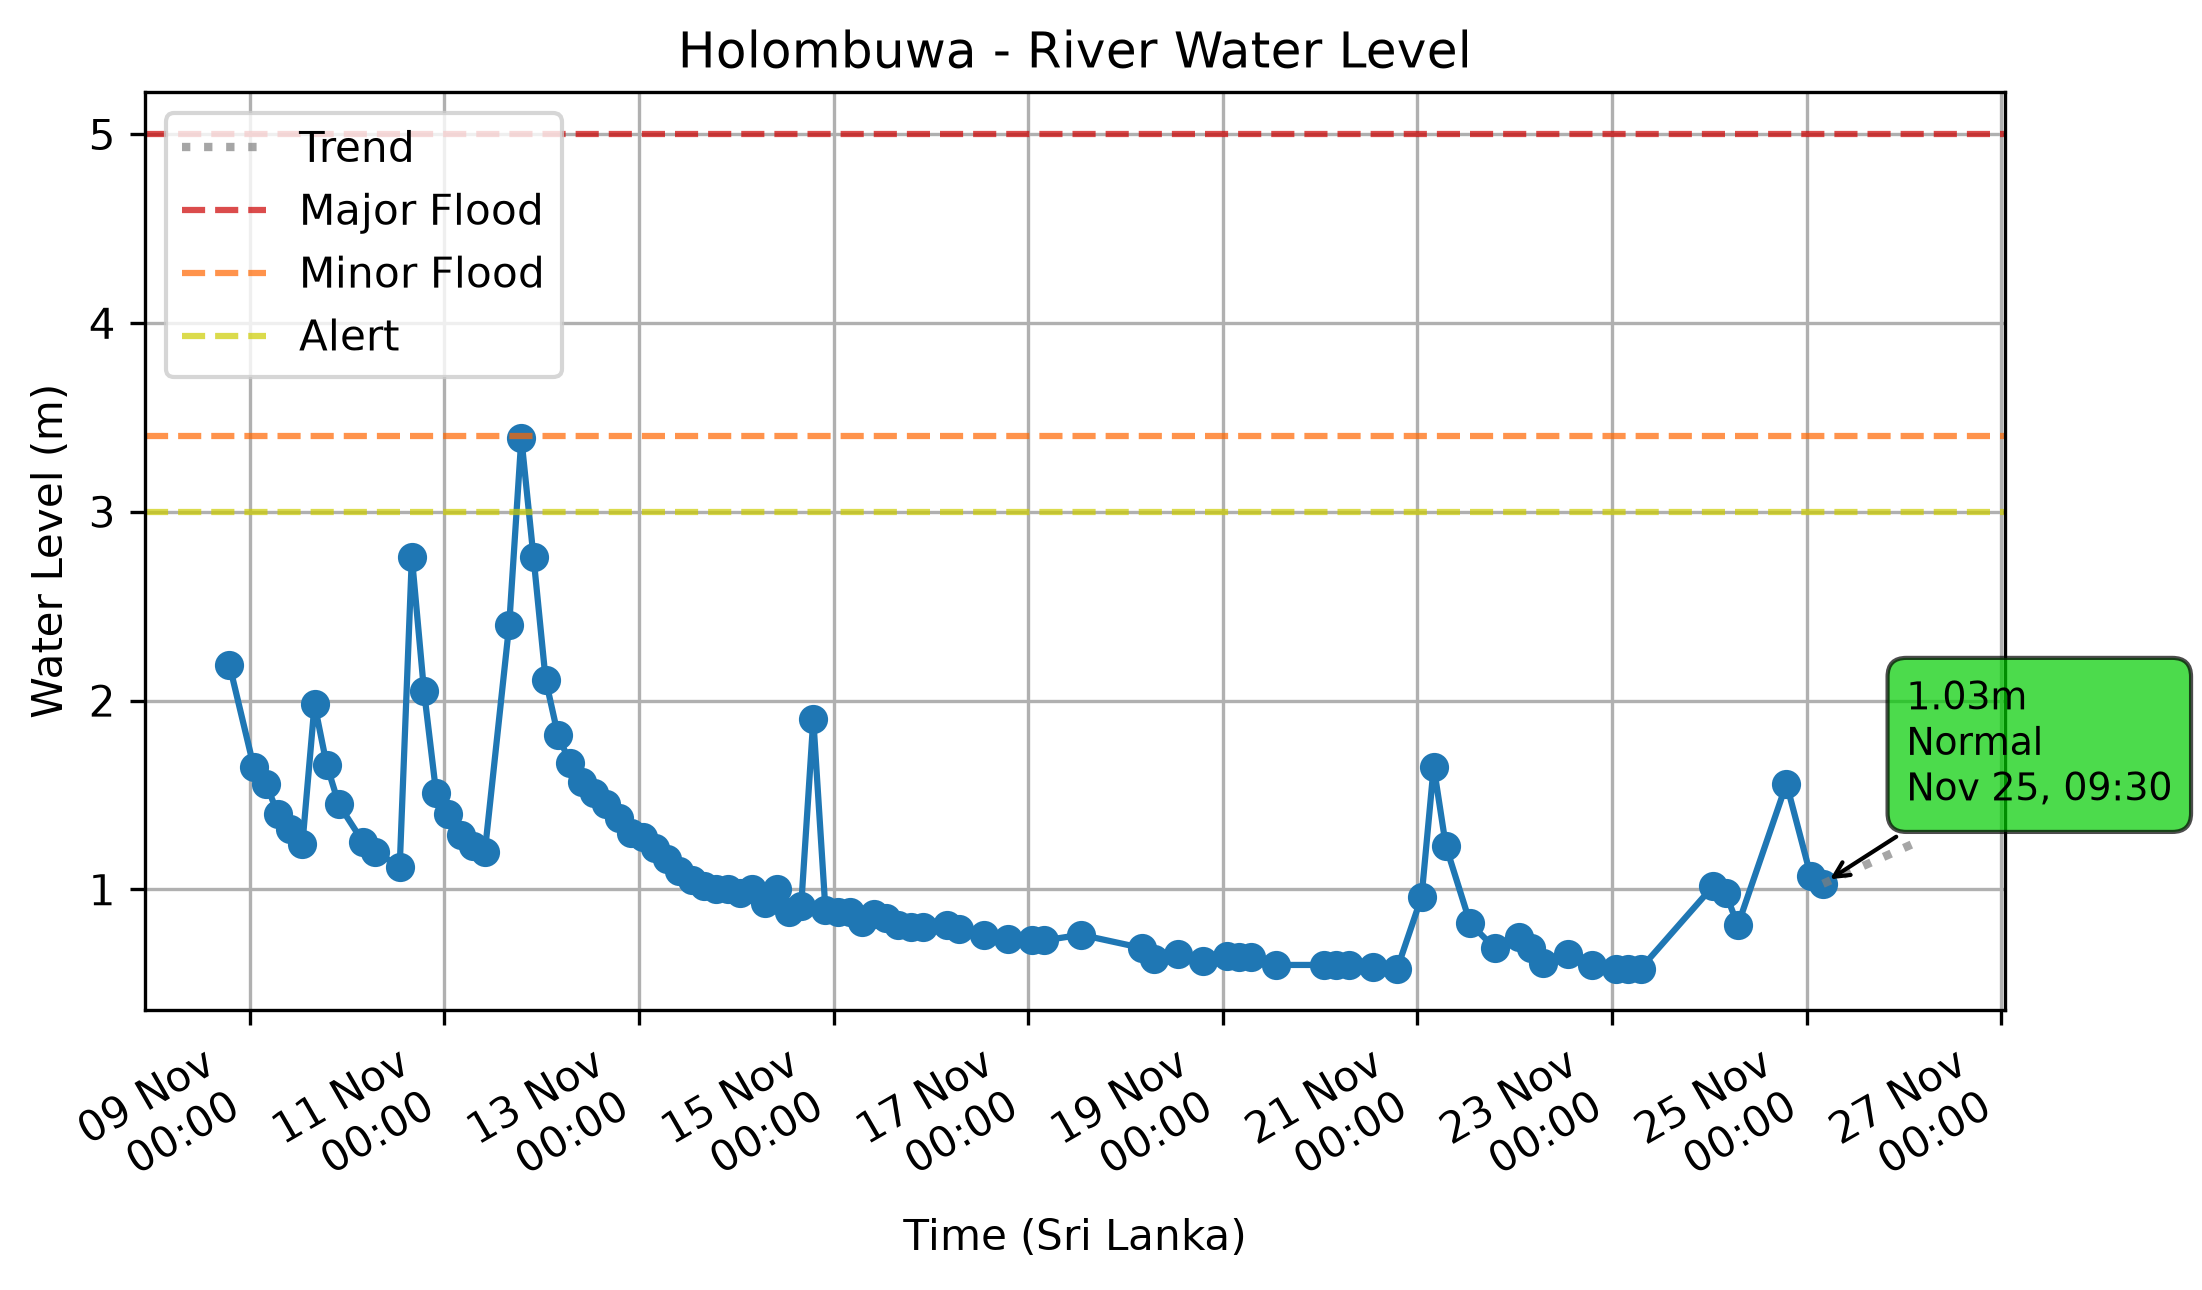 Holombuwa - River Water Level
Trend
Major Flood
Minor Flood
Alert
5
4
3
2
1
Water Level (m)
1.03m
Normal
Nov 25, 09:30
09 Nov
00:00
11 Nov
00:00
13 Nov
00:00
15 Nov
00:00
17 Nov
00:00
19 Nov
00:00
21 Nov
00:00
23 Nov
00:00
25 Nov
00:00
27 Nov
00:00
Time (Sri Lanka)